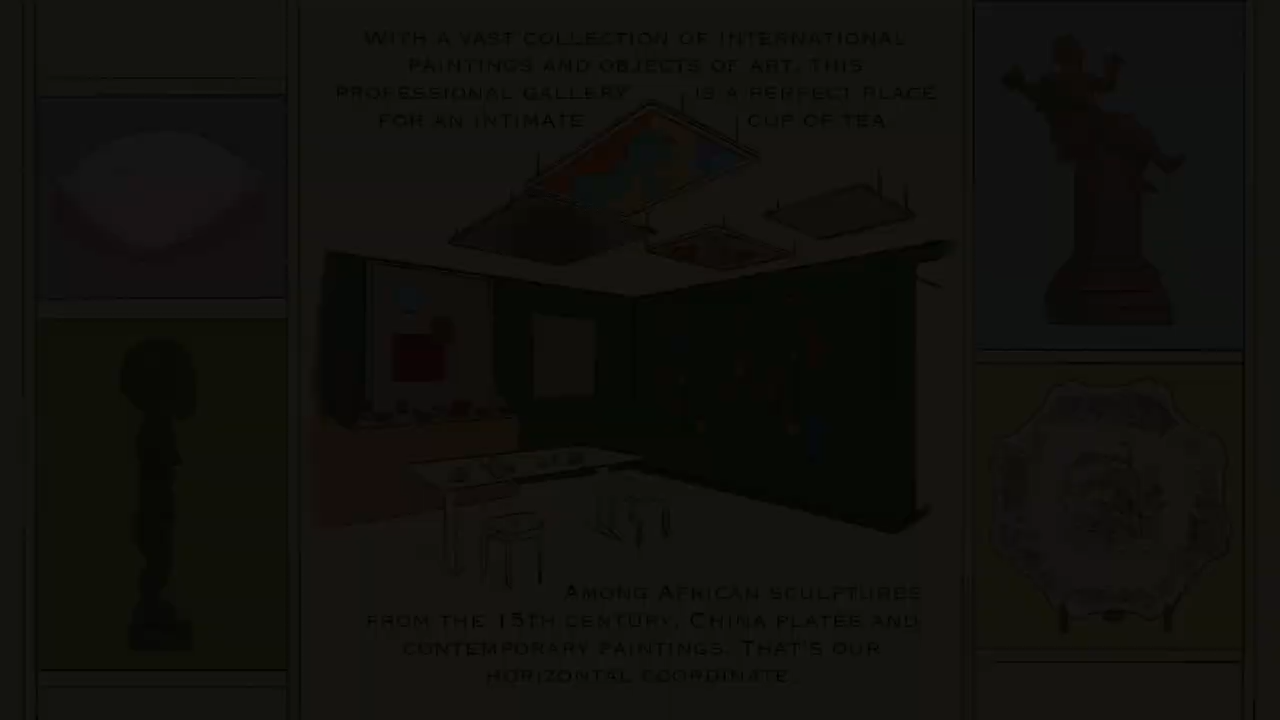 WITH A VAST COLLECTION OF INTERNATIONAL
PAINTINGS AND OBJECTS OF ART, THIS
PROFESSIONAL GALLERY IS A PERFECT PLACE
FOR AN INTIMATE CUP OF TEA.
AMONG AFRICAN SCULPTURES
FROM THE 15TH CENTURY, CHINA PLATES AND
CONTEMPORARY PAINTINGS. THAT'S OUR
HORIZONTAL COORDINATE.